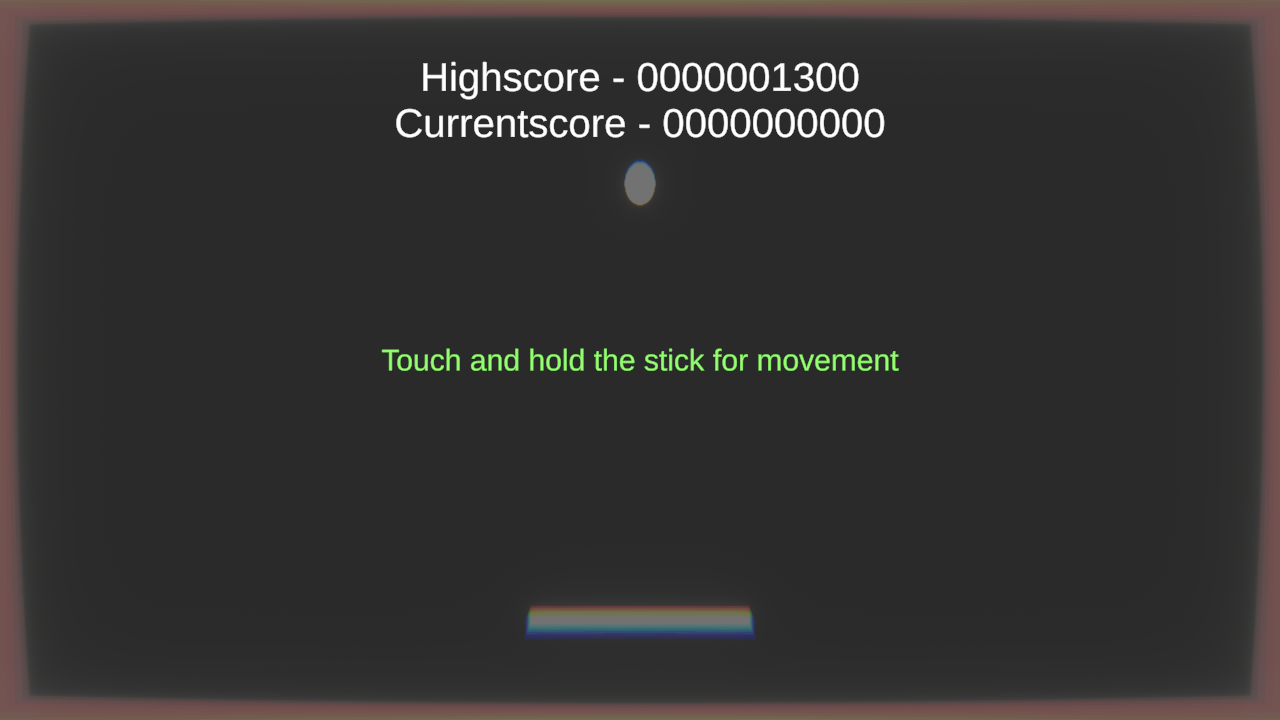 Highscore - 0000001300
Currentscore - 0000000000
Touch and hold the stick for movement